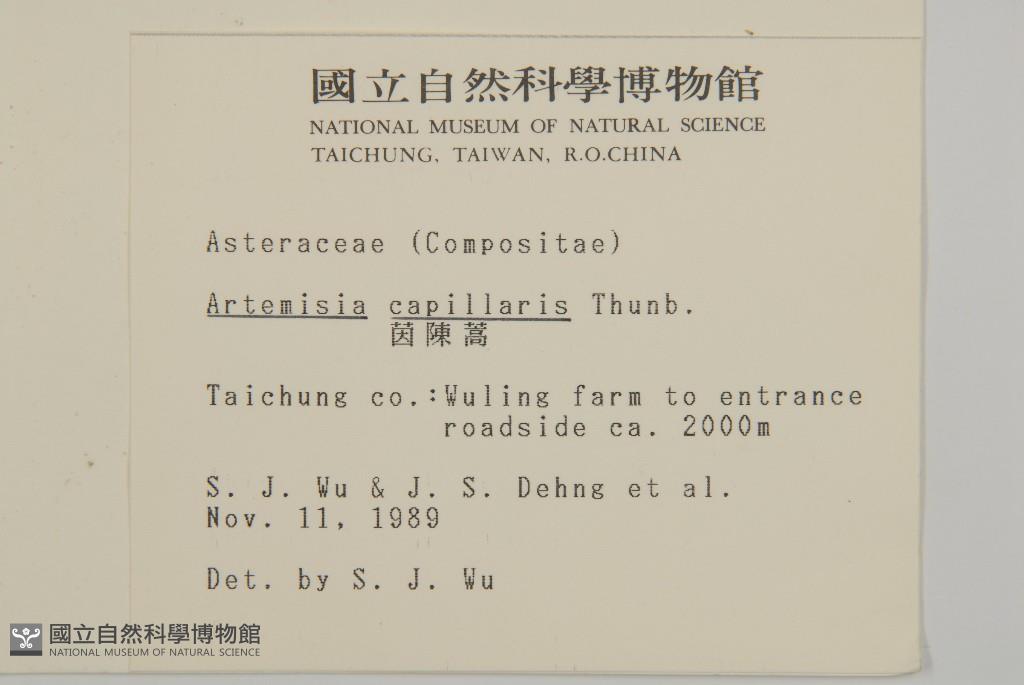 國立自然科學博物館
NATIONAL MUSEUM OF NATURAL SCIENCE
TAICHUNG, TAIWAN, R.O.CHINA
Asteraceae (Compositae)
Artemisia capillaris Thunb.
茵陳蒿
Taichung co.:Wuling farm to entrance
roadside ca. 2000m
S. J. Wu & J. S. Dehng et al.
Nov. 11, 1989
Det. by S. J. Wu
國立自然科學博物館
NATIONAL MUSEUM OF NATURAL SCIENCE